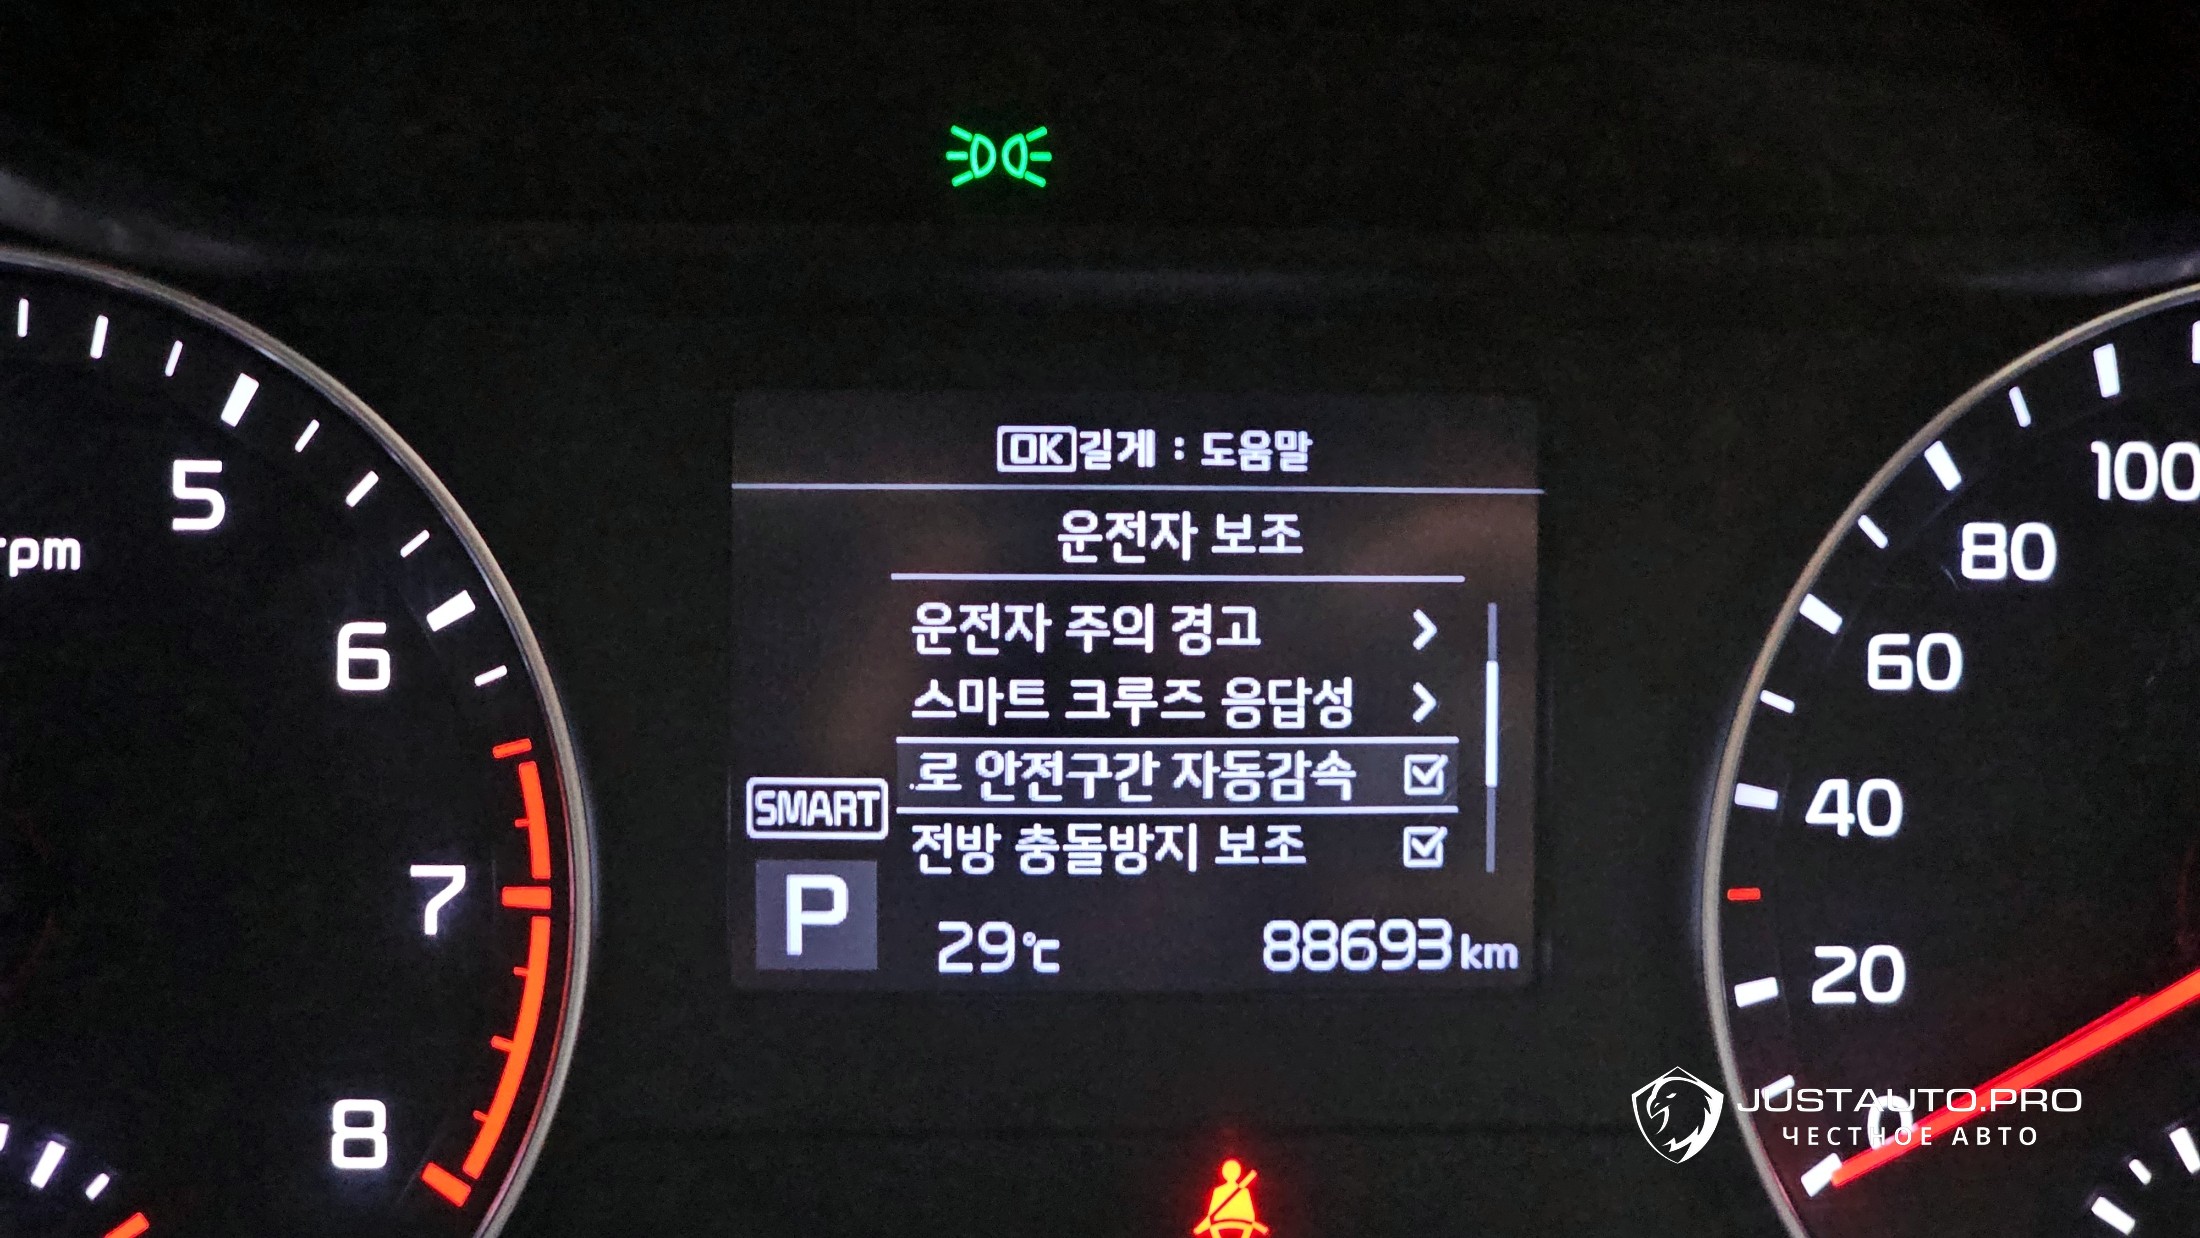 OK길게 : 도움말
운전자 보조
운전자 주의 경고
스마트 크루즈 응답성
.로 안전구간 자동감속
전방 충돌방지 보조
SMART
P
29℃
88693 km
5
rpm
6
7
8
100
80
60
40
20
0
JUSTAUTO.PRO
ЧЕСТНОЕ АВТО